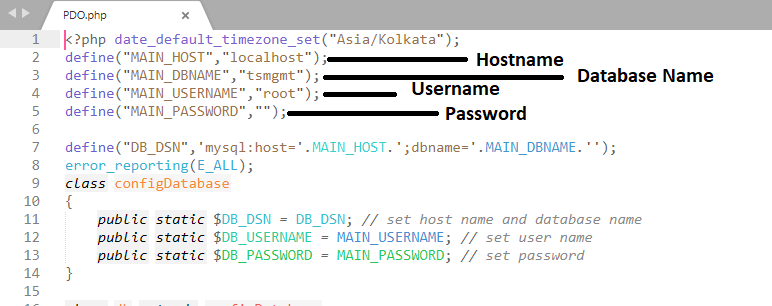 PDO.php
1 <?php date_default_timezone_set("Asia/Kolkata");
2 define("MAIN_HOST","localhost"); Hostname
3 define("MAIN_DBNAME","tsmgmt"); Database Name
4 define("MAIN_USERNAME","root"); Username
5 define("MAIN_PASSWORD",""); Password
6
7 define("DB_DSN",'mysql:host='.MAIN_HOST.';dbname='.MAIN_DBNAME.'');
8 error_reporting(E_ALL);
9 class configDatabase
10 {
11 public static $DB_DSN = DB_DSN; // set host name and database name
12 public static $DB_USERNAME = MAIN_USERNAME; // set user name
13 public static $DB_PASSWORD = MAIN_PASSWORD; // set password
14 }
15